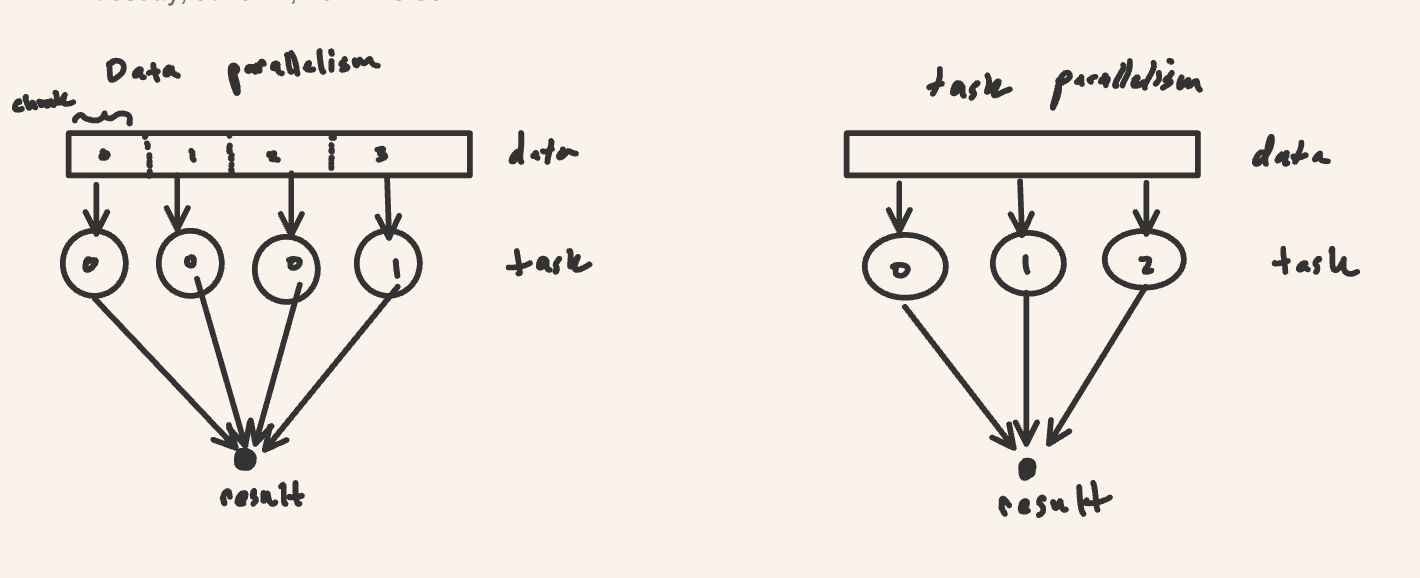 Data parallelism
chunk
0 1 2 3
data
0 0 0 1
task
result
task parallelism
data
0 1 2
task
result